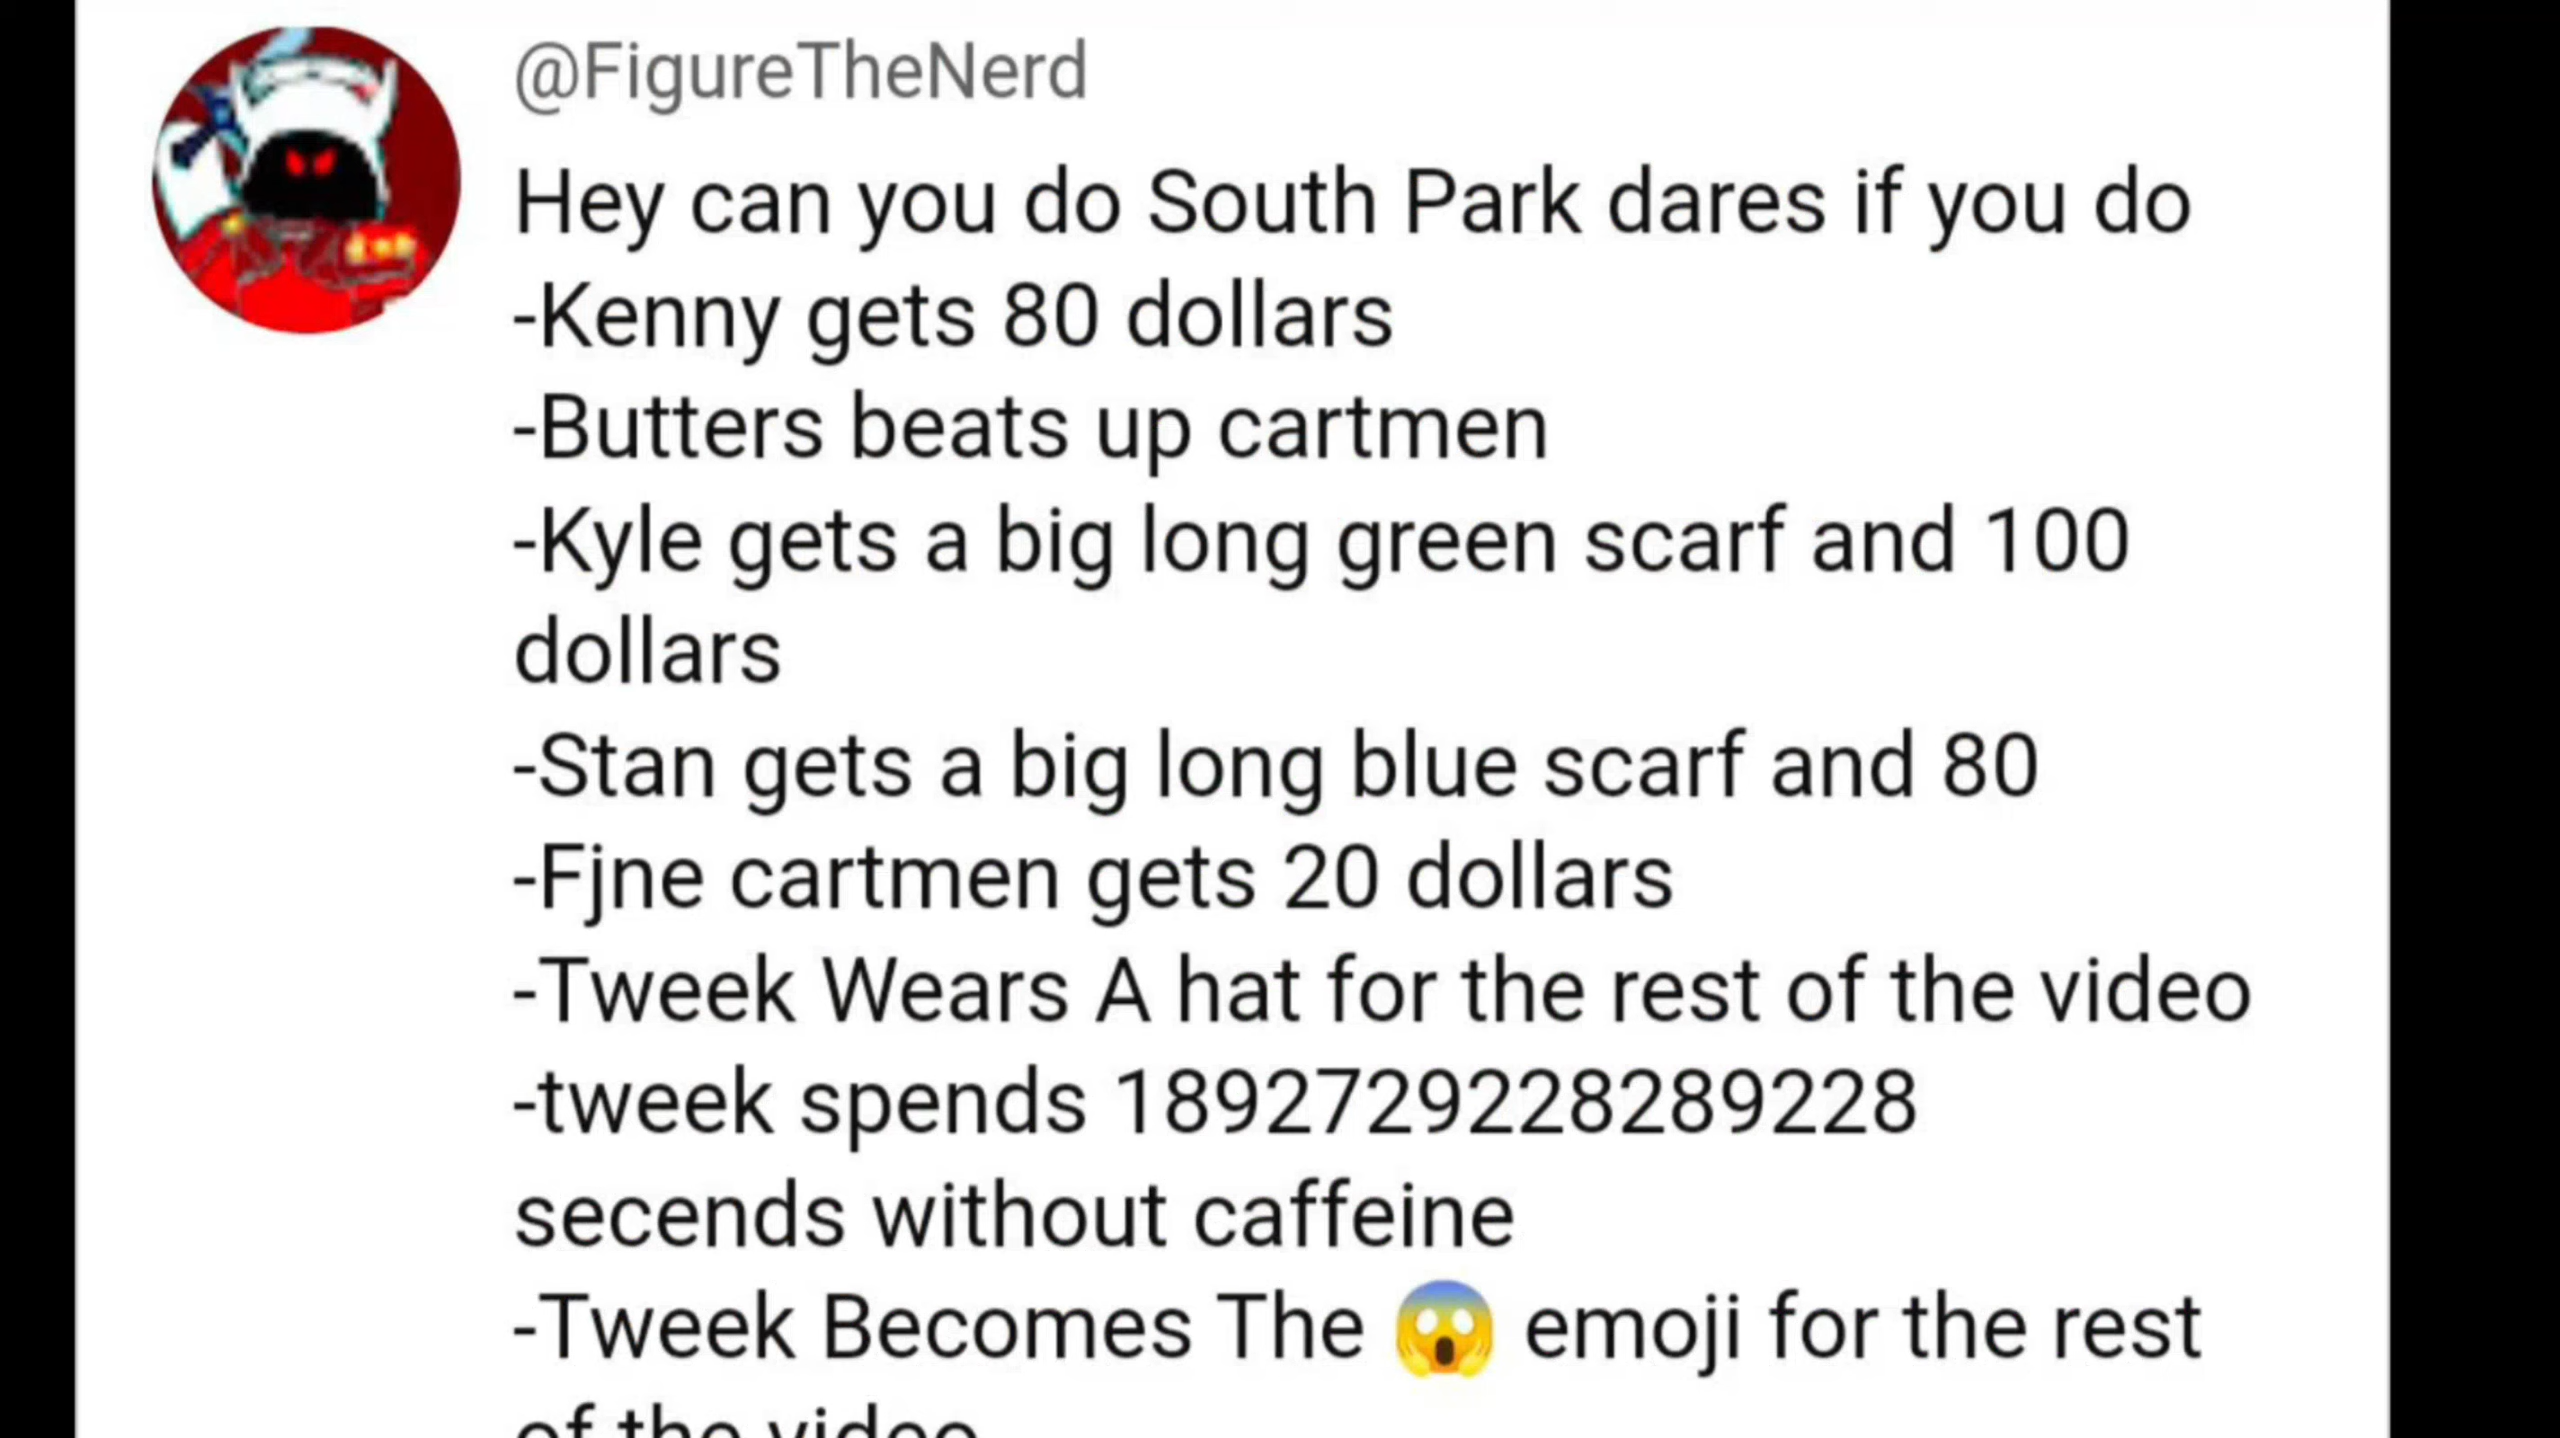 @FigureTheNerd
Hey can you do South Park dares if you do
-Kenny gets 80 dollars
-Butters beats up cartmen
-Kyle gets a big long green scarf and 100
dollars
-Stan gets a big long blue scarf and 80
-Fjne cartmen gets 20 dollars
-Tweek Wears A hat for the rest of the video
-tweek spends 1892729228289228
secends without caffeine
-Tweek Becomes The 😱 emoji for the rest
of the video